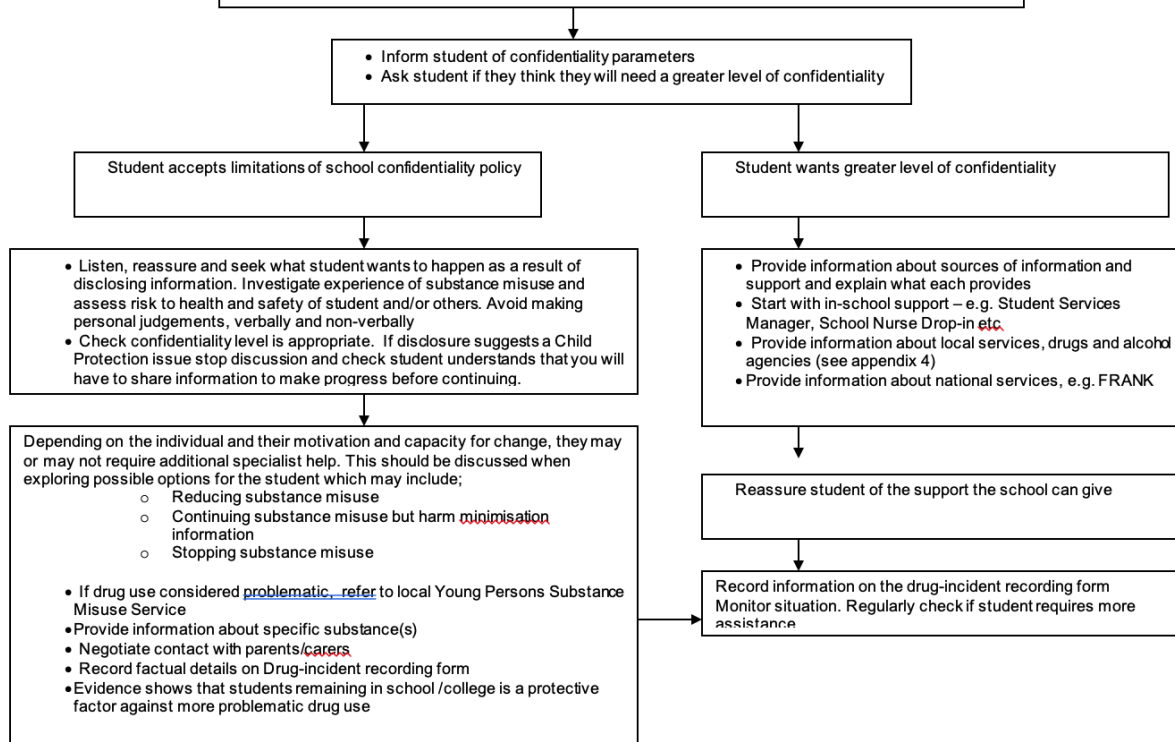 • Inform student of confidentiality parameters
• Ask student if they think they will need a greater level of confidentiality
Student accepts limitations of school confidentiality policy
Student wants greater level of confidentiality
• Listen, reassure and seek what student wants to happen as a result of
disclosing information. Investigate experience of substance misuse and
assess risk to health and safety of student and/or others. Avoid making
personal judgements, verbally and non-verbally
• Check confidentiality level is appropriate. If disclosure suggests a Child
Protection issue stop discussion and check student understands that you will
have to share information to make progress before continuing.
• Provide information about sources of information and
support and explain what each provides
• Start with in-school support – e.g. Student Services
Manager, School Nurse Drop-in etc
• Provide information about local services, drugs and alcohol
agencies (see appendix 4)
• Provide information about national services, e.g. FRANK
Depending on the individual and their motivation and capacity for change, they may
or may not require additional specialist help. This should be discussed when
exploring possible options for the student which may include;
o Reducing substance misuse
o Continuing substance misuse but harm minimisation
information
o Stopping substance misuse
• If drug use considered problematic, refer to local Young Persons Substance
Misuse Service
• Provide information about specific substance(s)
• Negotiate contact with parents/carers
• Record factual details on Drug-incident recording form
• Evidence shows that students remaining in school /college is a protective
factor against more problematic drug use
Reassure student of the support the school can give
Record information on the drug-incident recording form
Monitor situation. Regularly check if student requires more
assistance